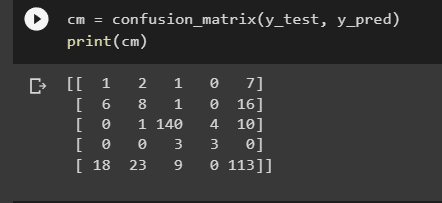 cm = confusion_matrix(y_test, y_pred)
print(cm)
[[ 1 2 1 0 7]
[ 6 8 1 0 16]
[ 0 1 140 4 10]
[ 0 0 3 3 0]
[ 18 23 9 0 113]]